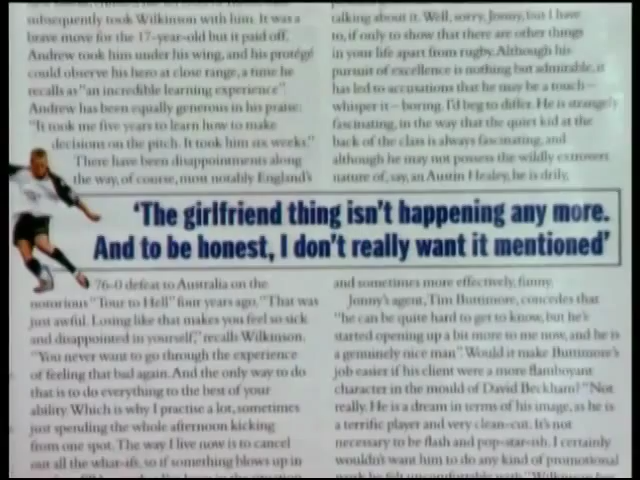 subsequently took Wilkinson with him. It was a
brave move for the 17-year-old but it paid off.
Andrew took him under his wing, and his protégé
could observe his hero at close range, a time he
recalls as "an incredible learning experience".
Andrew has been equally generous in his praise:
"It took me five years to learn how to make
decisions on the pitch. It took him six weeks."
There have been disappointments along
the way, of course, most notably England's
'The girlfriend thing isn't happening any more.
And to be honest, I don't really want it mentioned'
76-0 defeat to Australia on the
notorious "Tour to Hell" four years ago. "That was
just awful. Losing like that makes you feel so sick
and disappointed in yourself," recalls Wilkinson.
"You never want to go through the experience
of feeling that bad again. And the only way to do
that is to do everything to the best of your
ability. Which is why I practise a lot, sometimes
just spending the whole afternoon kicking
from one spot. The way I live now is to cancel
out all the what-ifs, so if something blows up in
talking about it. Well, sorry, Jonny, but I have
to, if only to show that there are other things
in your life apart from rugby. Although his
pursuit of excellence is nothing but admirable, it
has led to accusations that he may be a touch –
whisper it – boring. I'd beg to differ. He is strangely
fascinating, in the way that the quiet kid at the
back of the class is always fascinating, and
although he may not possess the wildly extrovert
nature of, say, an Austin Healey, he is drily,
and sometimes more effectively, funny.
Jonny's agent, Tim Buttimore, concedes that
"he can be quite hard to get to know, but he's
started opening up a bit more to me now, and he is
a genuinely nice man". Would it make Buttimore's
job easier if his client were a more flamboyant
character in the mould of David Beckham? "Not
really. He is a dream in terms of his image, as he is
a terrific player and very clean-cut. It's not
necessary to be flash and pop-star-ish. I certainly
wouldn't want him to do any kind of promotional
work he felt uncomfortable with."